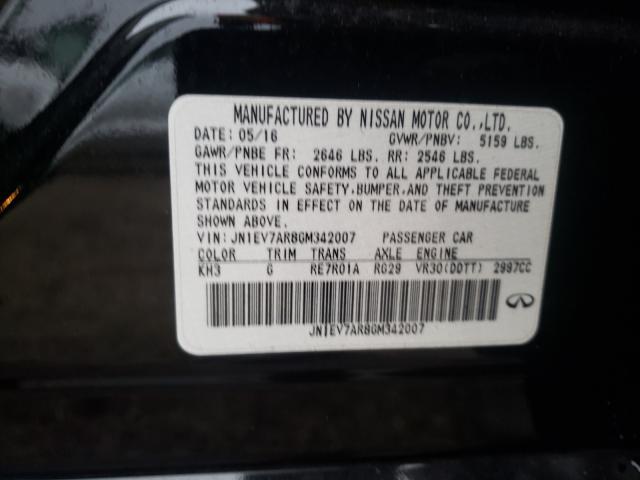 MANUFACTURED BY NISSAN MOTOR CO.,LTD.
DATE: 05/16 GVWR/PNBV: 5159 LBS.
GAWR/PNBE FR: 2646 LBS. RR: 2546 LBS.
THIS VEHICLE CONFORMS TO ALL APPLICABLE FEDERAL
MOTOR VEHICLE SAFETY,BUMPER,AND THEFT PREVENTION
STANDARDS IN EFFECT ON THE DATE OF MANUFACTURE
SHOWN ABOVE.
VIN: JN1EV7AR8GM342007 PASSENGER CAR
COLOR TRIM TRANS AXLE ENGINE
KH3 G RE7R01A RG29 VR30(DDTT) 2997CC
JN1EV7AR8GM342007